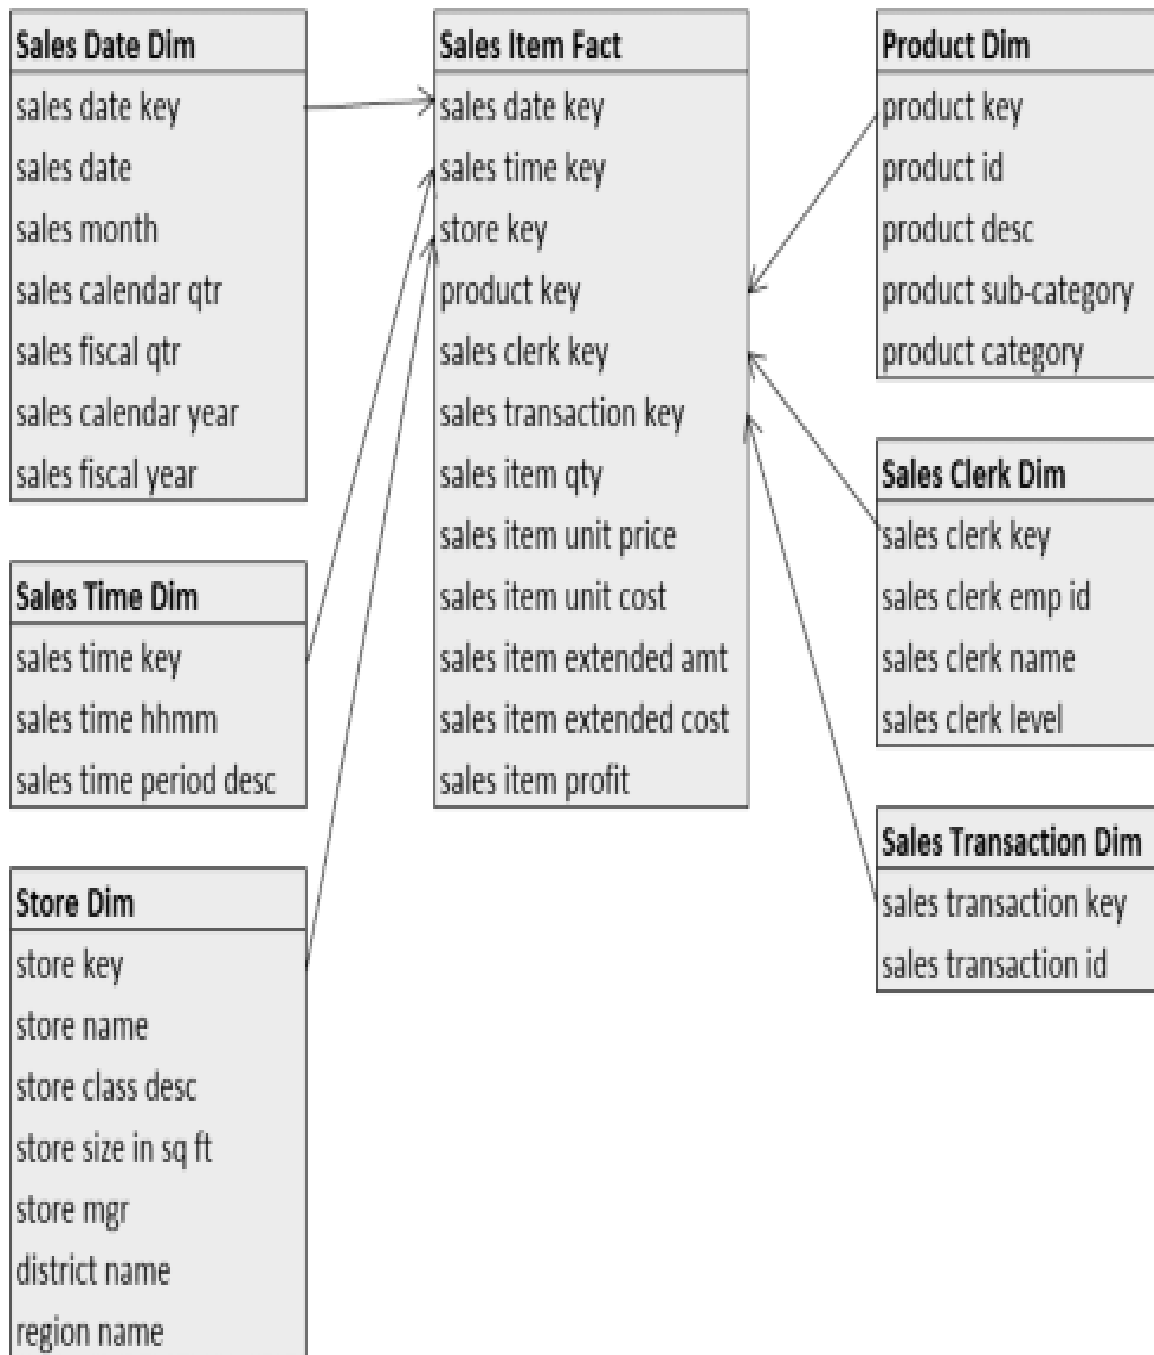 Sales Date Dim
sales date key
sales date
sales month
sales calendar qtr
sales fiscal qtr
sales calendar year
sales fiscal year
Sales Time Dim
sales time key
sales time hhmm
sales time period desc
Store Dim
store key
store name
store class desc
store size in sq ft
store mgr
district name
region name
Sales Item Fact
sales date key
sales time key
store key
product key
sales clerk key
sales transaction key
sales item qty
sales item unit price
sales item unit cost
sales item extended amt
sales item extended cost
sales item profit
Product Dim
product key
product id
product desc
product sub-category
product category
Sales Clerk Dim
sales clerk key
sales clerk emp id
sales clerk name
sales clerk level
Sales Transaction Dim
sales transaction key
sales transaction id